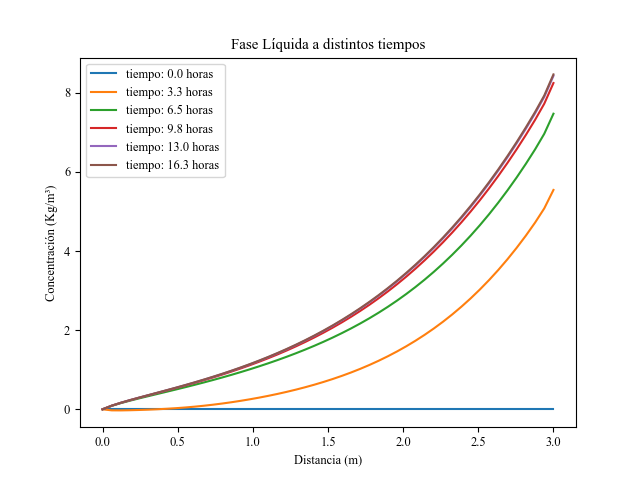 Fase Líquida a distintos tiempos
tiempo: 0.0 horas
tiempo: 3.3 horas
tiempo: 6.5 horas
tiempo: 9.8 horas
tiempo: 13.0 horas
tiempo: 16.3 horas
Concentración (Kg/m³)
8
6
4
2
0
0.0 0.5 1.0 1.5 2.0 2.5 3.0
Distancia (m)